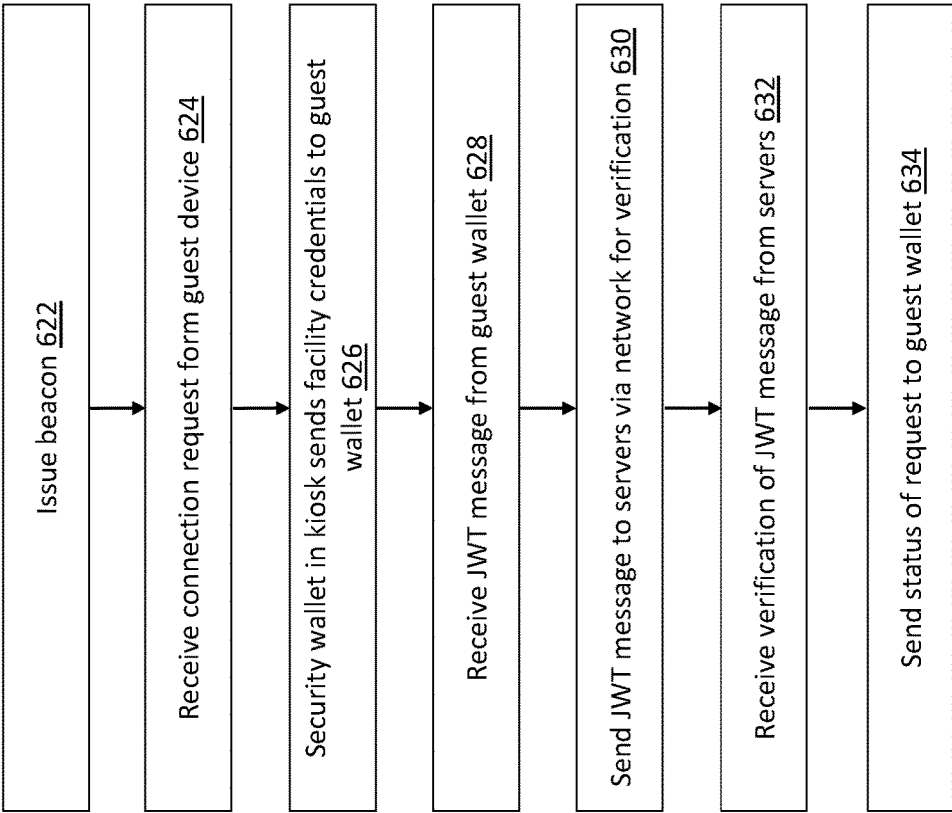 Issue beacon 622
Receive connection request form guest device 624
Security wallet in kiosk sends facility credentials to guest
wallet 626
Receive JWT message from guest wallet 628
Send JWT message to servers via network for verification 630
Receive verification of JWT message from servers 632
Send status of request to guest wallet 634